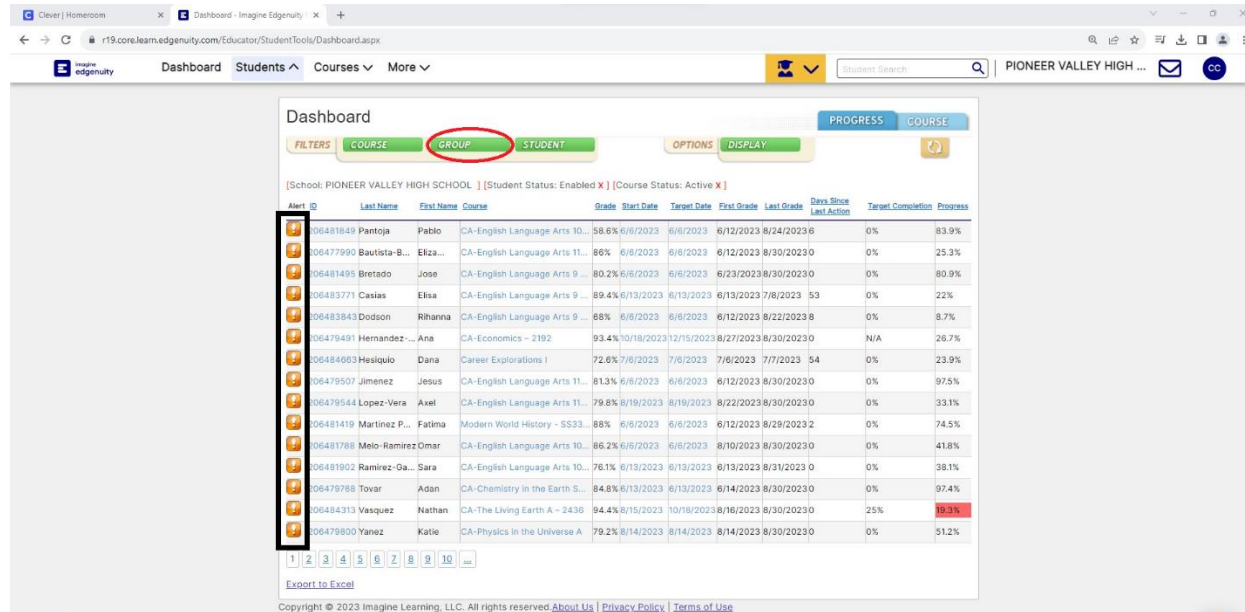 Clever | Homeroom Dashboard - Imagine Edgenuity
r19.core.learn.edgenuity.com/Educator/StudentTools/Dashboard.aspx
imagine edgenuity Dashboard Students Courses More Student Search PIONEER VALLEY HIGH ... CC
Dashboard
PROGRESS COURSE
FILTERS COURSE GROUP STUDENT OPTIONS DISPLAY
[School: PIONEER VALLEY HIGH SCHOOL ] [Student Status: Enabled X ] [Course Status: Active X ]
Alert ID Last Name First Name Course Grade Start Date Target Date First Grade Last Grade Days Since Last Action Target Completion Progress
206481849 Pantoja Pablo CA-English Language Arts 10... 58.6% 6/6/2023 6/6/2023 6/12/2023 8/24/2023 6 0% 83.9%
206477990 Bautista-B... Eliza... CA-English Language Arts 11... 86% 6/6/2023 6/6/2023 6/12/2023 8/30/2023 0 0% 25.3%
206481495 Bretado Jose CA-English Language Arts 9 ... 80.2% 6/6/2023 6/6/2023 6/23/2023 8/30/2023 0 0% 80.9%
206483771 Casias Elisa CA-English Language Arts 9 ... 89.4% 6/13/2023 6/13/2023 6/13/2023 7/8/2023 53 0% 22%
206483843 Dodson Rihanna CA-English Language Arts 9 ... 68% 6/6/2023 6/6/2023 6/12/2023 8/22/2023 8 0% 8.7%
206479491 Hernandez-... Ana CA-Economics - 2192 93.4% 10/18/2023 12/15/2023 8/27/2023 8/30/2023 0 N/A 26.7%
206484663 Hesiquio Dana Career Explorations I 72.6% 7/6/2023 7/6/2023 7/6/2023 7/7/2023 54 0% 23.9%
206479507 Jimenez Jesus CA-English Language Arts 11... 81.3% 6/6/2023 6/6/2023 6/12/2023 8/30/2023 0 0% 97.5%
206479544 Lopez-Vera Axel CA-English Language Arts 11... 79.8% 8/19/2023 8/19/2023 8/22/2023 8/30/2023 0 0% 33.1%
206481419 Martinez P... Fatima Modern World History - SS33... 88% 6/6/2023 6/6/2023 6/12/2023 8/29/2023 2 0% 74.5%
206481788 Melo-Ramirez Omar CA-English Language Arts 10... 86.2% 6/6/2023 6/6/2023 8/10/2023 8/30/2023 0 0% 41.8%
206481902 Ramirez-Ga... Sara CA-English Language Arts 10... 76.1% 6/13/2023 6/13/2023 6/13/2023 8/31/2023 0 0% 38.1%
206479768 Tovar Adan CA-Chemistry in the Earth S... 84.8% 6/13/2023 6/13/2023 6/14/2023 8/30/2023 0 0% 97.4%
206484313 Vasquez Nathan CA-The Living Earth A - 2436 94.4% 8/15/2023 10/18/2023 8/16/2023 8/30/2023 0 25% 19.3%
206479800 Yanez Katie CA-Physics in the Universe A 79.2% 8/14/2023 8/14/2023 8/14/2023 8/30/2023 0 0% 51.2%
1 2 3 4 5 6 7 8 9 10 ...
Export to Excel
Copyright © 2023 Imagine Learning, LLC. All rights reserved. About Us | Privacy Policy | Terms of Use